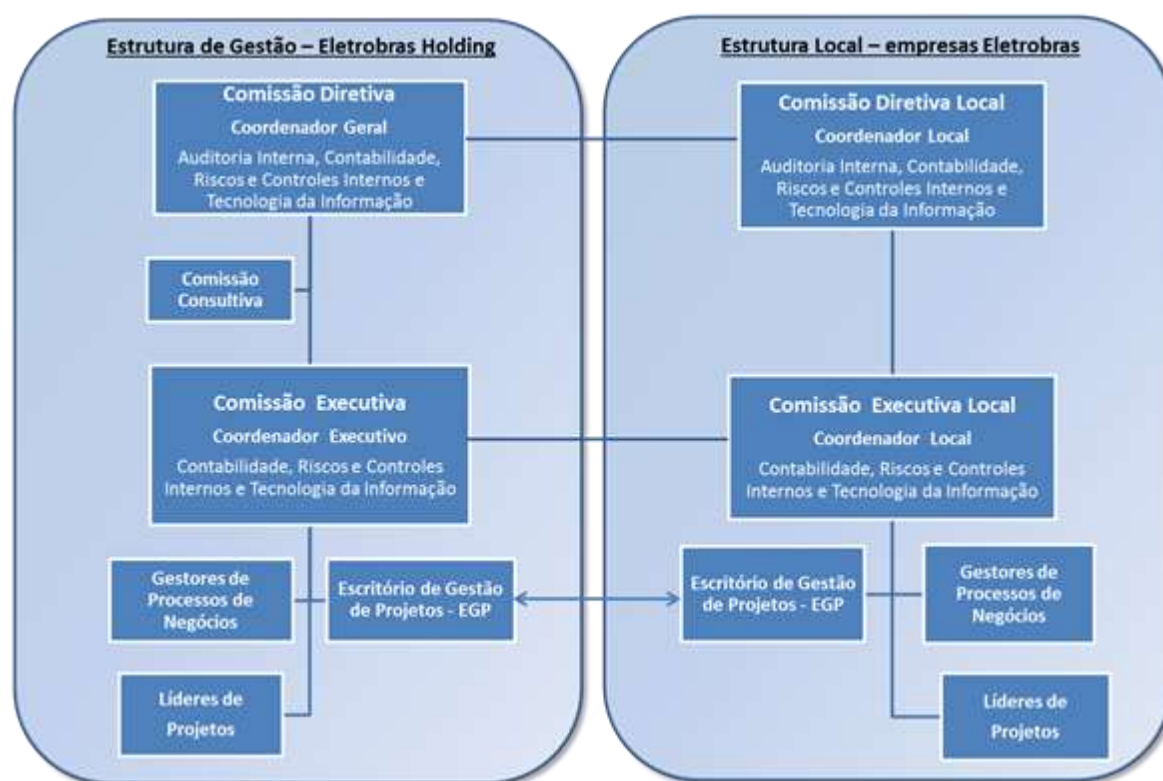 Estrutura de Gestão – Eletrobras Holding
Comissão Diretiva
Coordenador Geral
Auditoria Interna, Contabilidade,
Riscos e Controles Internos e
Tecnologia da Informação
Comissão
Consultiva
Comissão Executiva
Coordenador Executivo
Contabilidade, Riscos e Controles
Internos e Tecnologia da Informação
Gestores de
Processos de
Negócios
Escritório de Gestão
de Projetos - EGP
Líderes de
Projetos
Estrutura Local – empresas Eletrobras
Comissão Diretiva Local
Coordenador Local
Auditoria Interna, Contabilidade,
Riscos e Controles Internos e
Tecnologia da Informação
Comissão Executiva Local
Coordenador Local
Contabilidade, Riscos e Controles
Internos e Tecnologia da Informação
Escritório de Gestão
de Projetos - EGP
Gestores de
Processos de
Negócios
Líderes de
Projetos